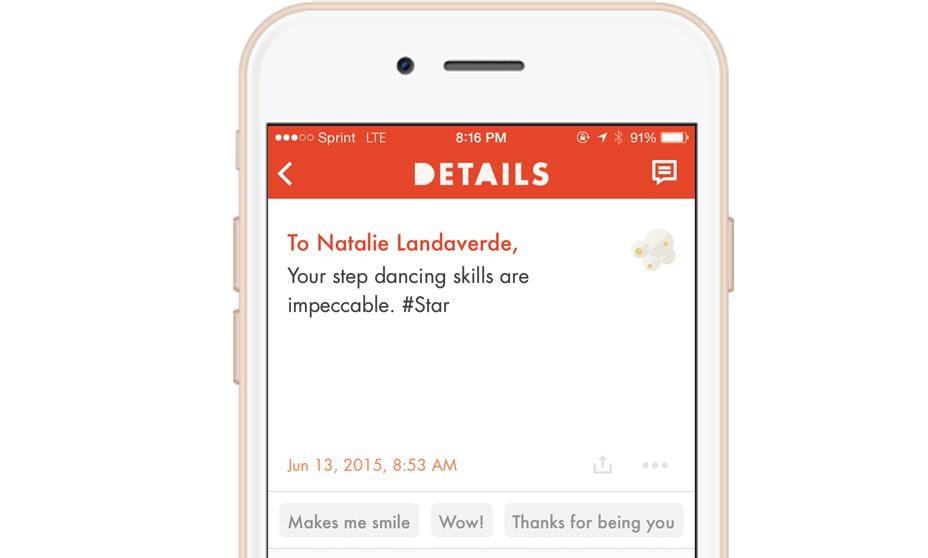 Sprint LTE 8:16 PM 91%
DETAILS
To Natalie Landaverde,
Your step dancing skills are
impeccable. #Star
Jun 13, 2015, 8:53 AM
Makes me smile Wow! Thanks for being you